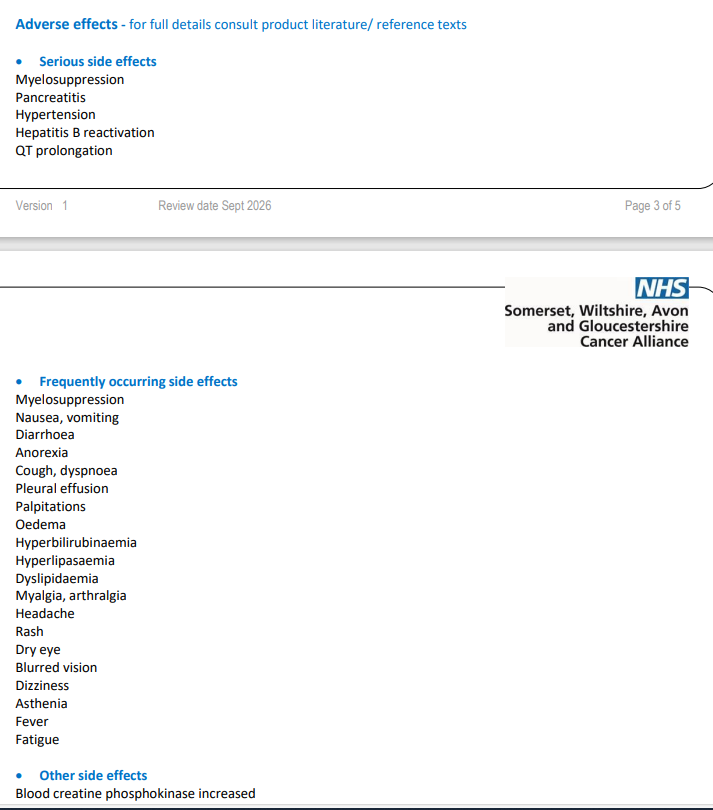 Adverse effects - for full details consult product literature/ reference texts
• Serious side effects
Myelosuppression
Pancreatitis
Hypertension
Hepatitis B reactivation
QT prolongation
Version 1 Review date Sept 2026 Page 3 of 5
NHS
Somerset, Wiltshire, Avon
and Gloucestershire
Cancer Alliance
• Frequently occurring side effects
Myelosuppression
Nausea, vomiting
Diarrhoea
Anorexia
Cough, dyspnoea
Pleural effusion
Palpitations
Oedema
Hyperbilirubinaemia
Hyperlipasaemia
Dyslipidaemia
Myalgia, arthralgia
Headache
Rash
Dry eye
Blurred vision
Dizziness
Asthenia
Fever
Fatigue
• Other side effects
Blood creatine phosphokinase increased